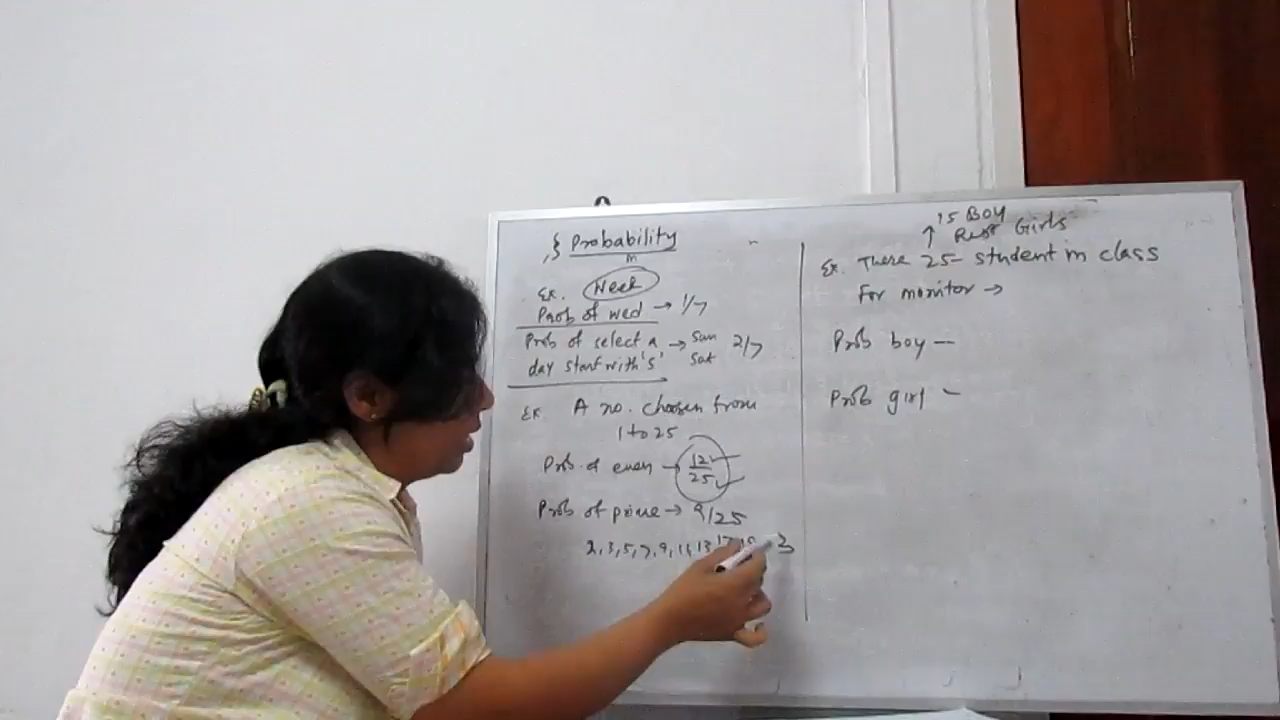 Probability
Ex. Week
Prob of wed → 1/7
Prob of select a → Sun 2/7
day start with 's' Sat
Ex. A no. chosen from
1 to 25
Prob. of even → 12/25
Prob of prime → 9/25
2, 3, 5, 7, 9, 11, 13, 17, 19
15 Boy
Rest Girls
Ex. There 25 student in class
For monitor →
Prob boy —
Prob girl —